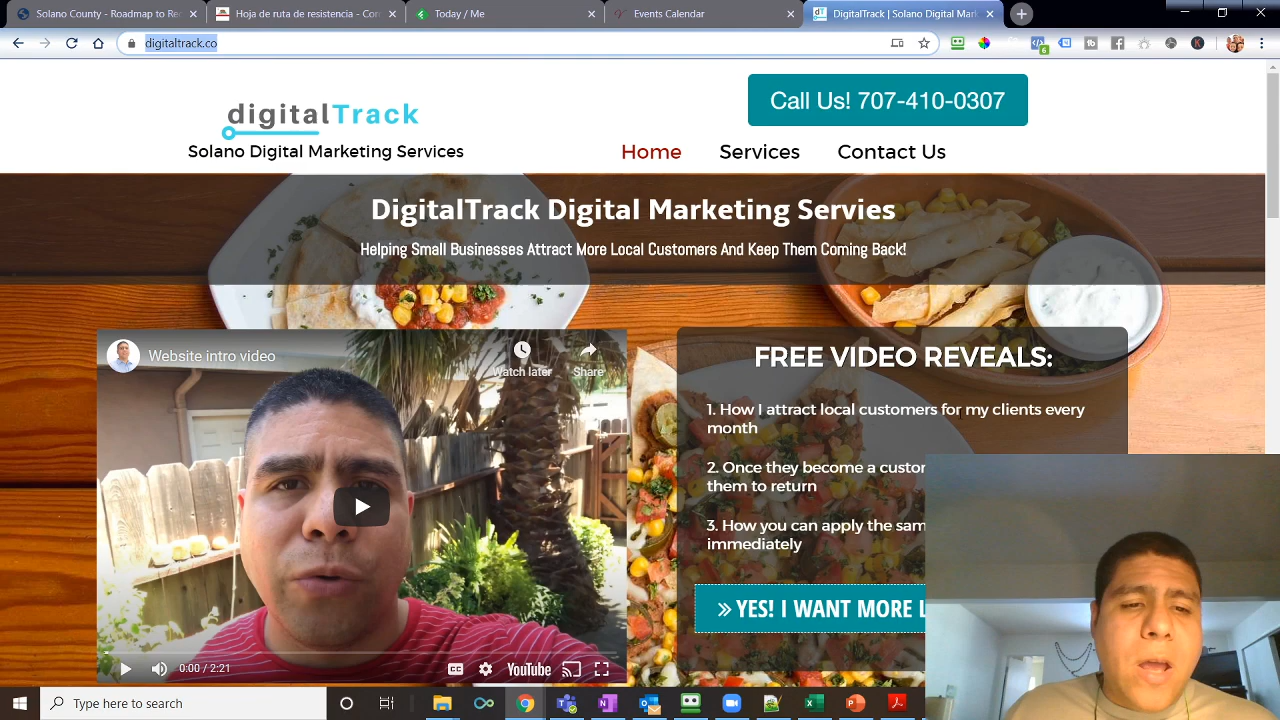 Solano County - Roadmap to Re
Hoja de ruta de resistencia - Cor
Today / Me
Events Calendar
DigitalTrack | Solano Digital Mark
digitaltrack.co
6
digitalTrack
Solano Digital Marketing Services
Call Us! 707-410-0307
Home Services Contact Us
DigitalTrack Digital Marketing Servies
Helping Small Businesses Attract More Local Customers And Keep Them Coming Back!
Website intro video
Watch later
Share
0:00 / 2:21
CC
YouTube
FREE VIDEO REVEALS:
1. How I attract local customers for my clients every
month
2. Once they become a custor
them to return
3. How you can apply the sam
immediately
» YES! I WANT MORE L
Type here to search